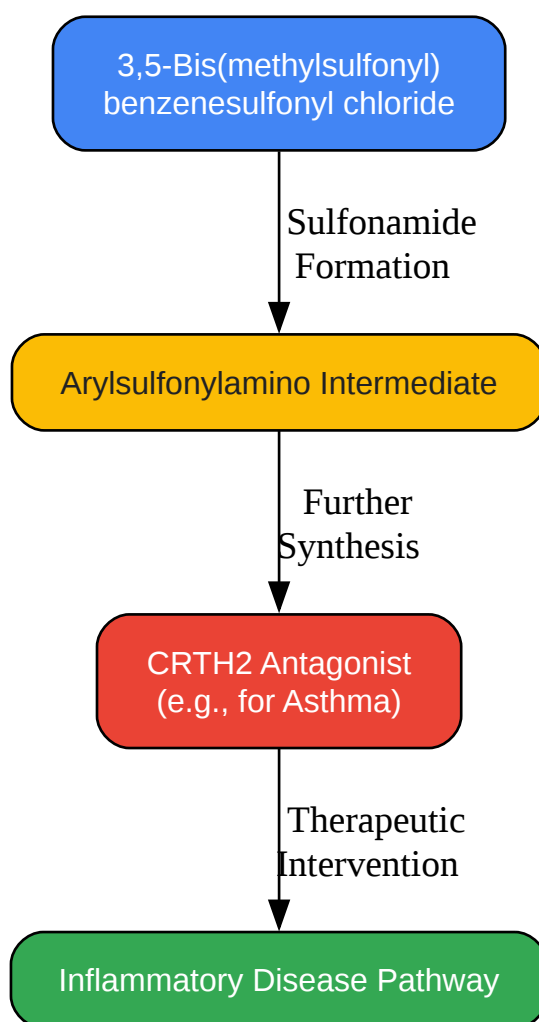 3,5-Bis(methylsulfonyl)
benzenesulfonyl chloride
Sulfonamide
Formation
Arylsulfonylamino Intermediate
Further
Synthesis
CRTH2 Antagonist
(e.g., for Asthma)
Therapeutic
Intervention
Inflammatory Disease Pathway